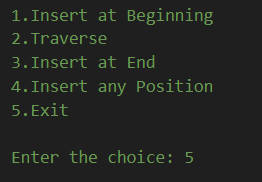 1.Insert at Beginning
2.Traverse
3.Insert at End
4.Insert any Position
5.Exit
Enter the choice: 5